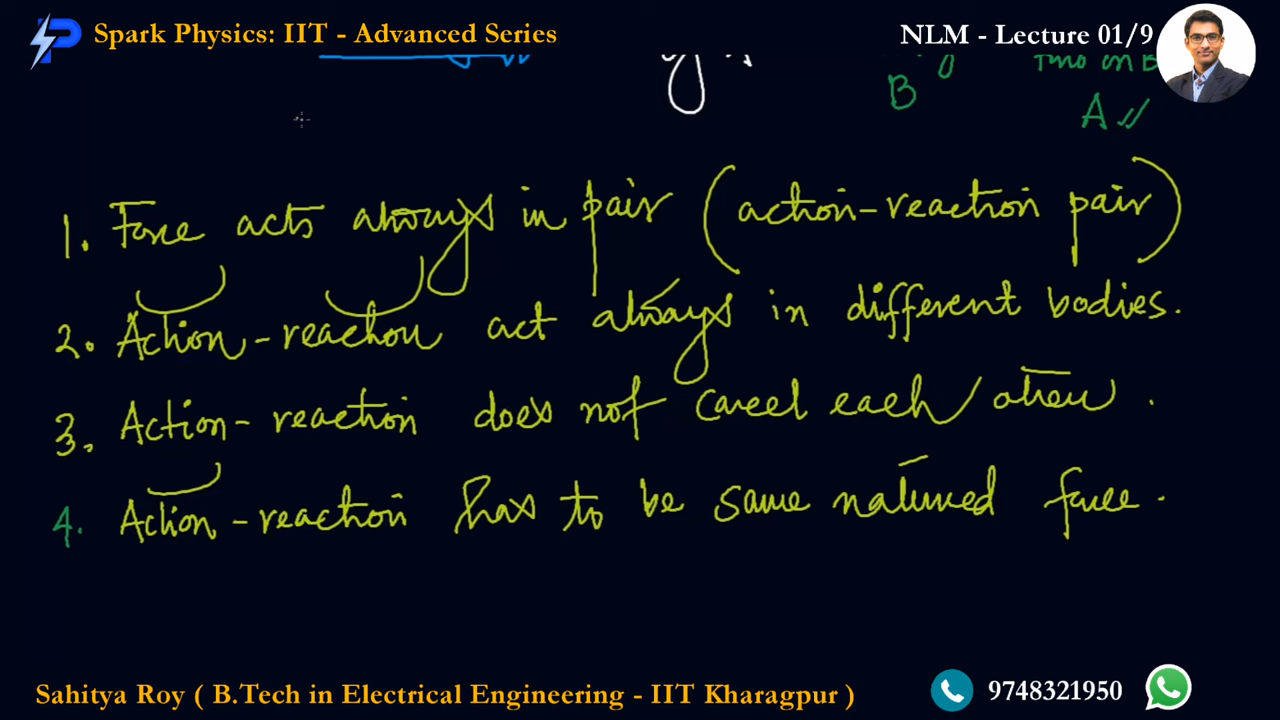 Spark Physics: IIT - Advanced Series
NLM - Lecture 01/9
B
A
1. Force acts always in pair (action-reaction pair)
2. Action-reaction act always in different bodies.
3. Action-reaction does not cancel each other.
4. Action-reaction has to be same natured force.
Sahitya Roy ( B.Tech in Electrical Engineering - IIT Kharagpur )
9748321950